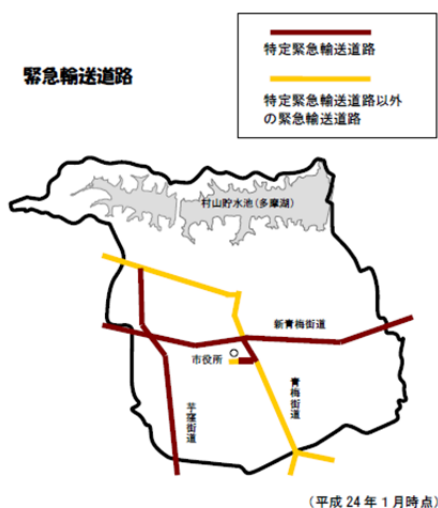 緊急輸送道路
特定緊急輸送道路
特定緊急輸送道路以外
の緊急輸送道路
村山貯水池(多摩湖)
新青梅街道
市役所
青梅街道
芋窪街道
(平成24年1月時点)